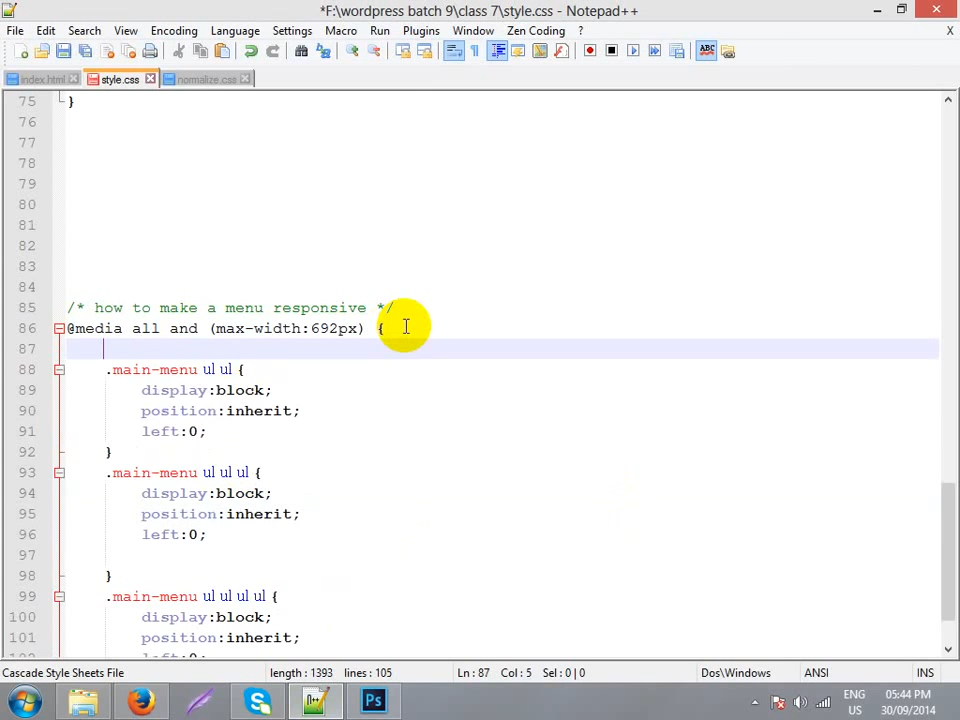 *F:\wordpress batch 9\class 7\style.css - Notepad++
File Edit Search View Encoding Language Settings Macro Run Plugins Window Zen Coding ? X
index.html style.css normalize.css
75 }
76
77
78
79
80
81
82
83
84
85 /* how to make a menu responsive */
86 @media all and (max-width:692px) {
87
88 .main-menu ul ul {
89 display:block;
90 position:inherit;
91 left:0;
92 }
93 .main-menu ul ul ul {
94 display:block;
95 position:inherit;
96 left:0;
97
98 }
99 .main-menu ul ul ul ul {
100 display:block;
101 position:inherit;
102 left:0;
Cascade Style Sheets File length : 1393 lines : 105 Ln : 87 Col : 5 Sel : 0 | 0 Dos\Windows ANSI INS
ENG 05:44 PM
US 30/09/2014